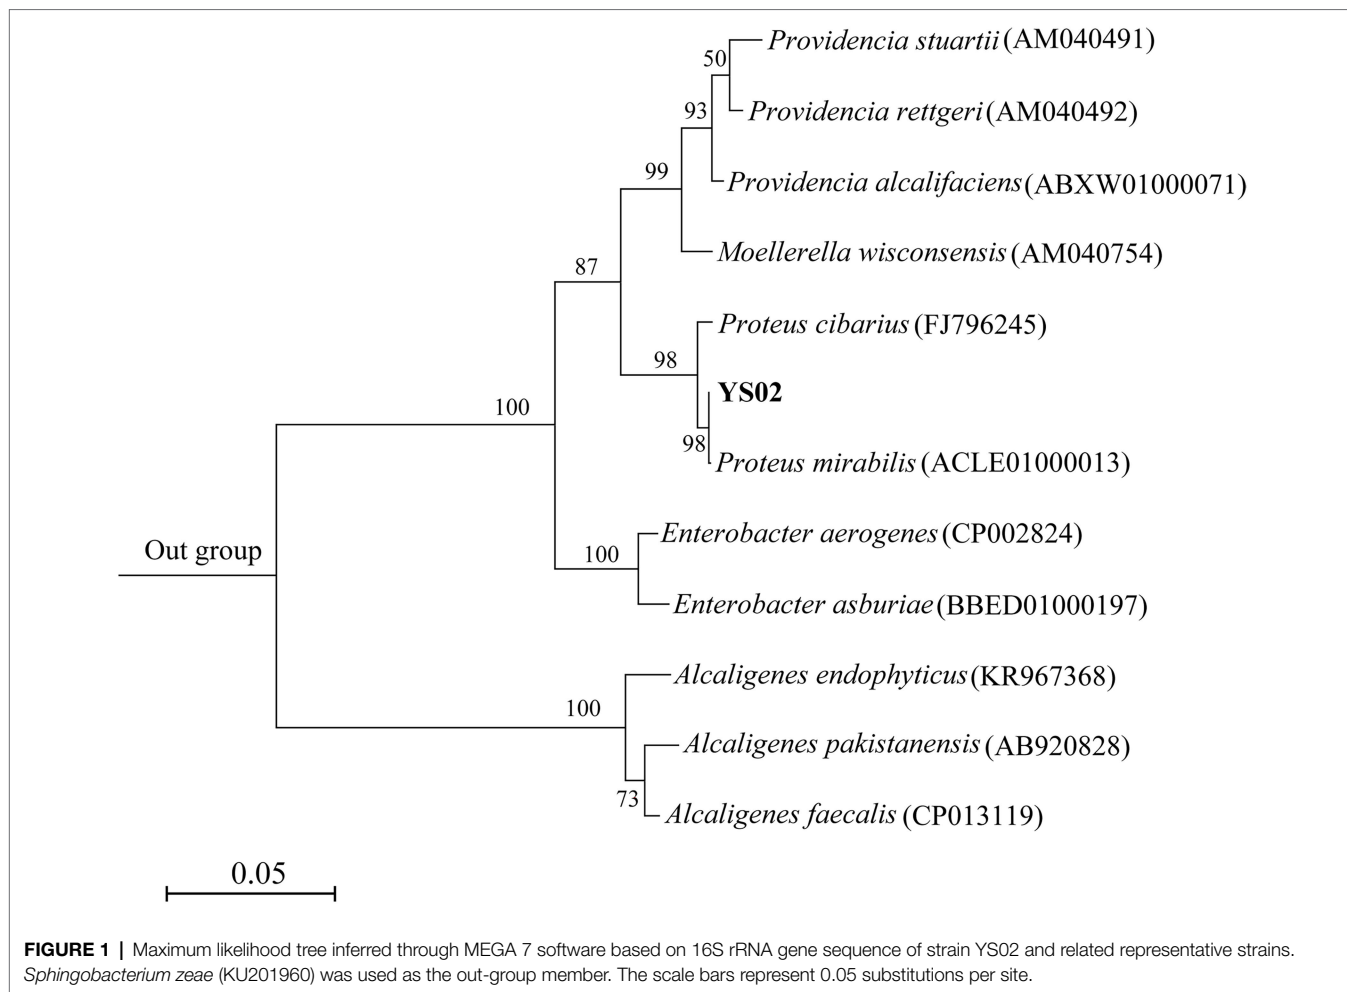 Providencia stuartii (AM040491)
50
Providencia rettgeri (AM040492)
93
Providencia alcalifaciens (ABXW01000071)
99
Moellerella wisconsensis (AM040754)
87
Proteus cibarius (FJ796245)
98
YS02
98
Proteus mirabilis (ACLE01000013)
100
Enterobacter aerogenes (CP002824)
100
Enterobacter asburiae (BBED01000197)
Out group
Alcaligenes endophyticus (KR967368)
100
Alcaligenes pakistanensis (AB920828)
73
Alcaligenes faecalis (CP013119)
0.05
FIGURE 1 | Maximum likelihood tree inferred through MEGA 7 software based on 16S rRNA gene sequence of strain YS02 and related representative strains.
Sphingobacterium zeae (KU201960) was used as the out-group member. The scale bars represent 0.05 substitutions per site.